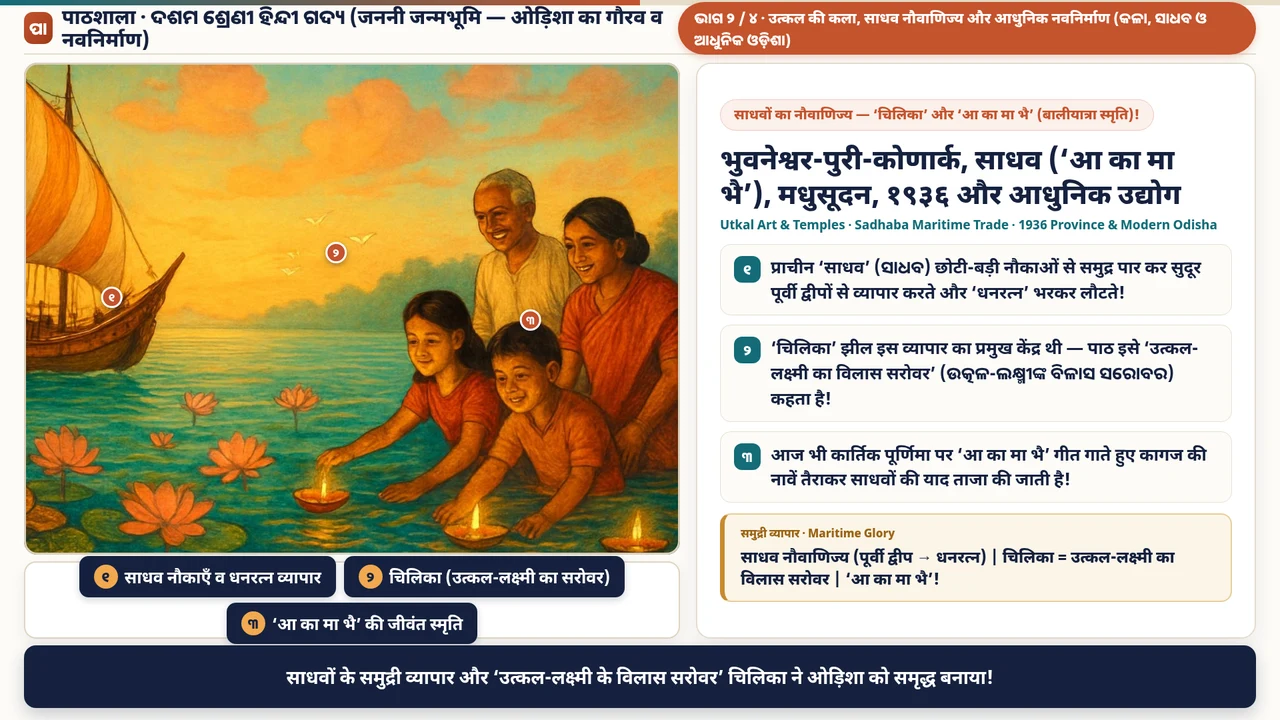 ପା
पाठशाला · ଦଶମ ଶ୍ରେଣୀ ହିନ୍ଦୀ ଗଦ୍ୟ (जननी जन्मभूमि — ओड़िशा का गौरव व
नवनिर्माण)
ଭାଗ ୨ / ୪ · उत्कल की कला, साधव नौवाणिज्य और आधुनिक नवनिर्माण (କଳା, ସାଧବ ଓ
ଆଧୁନିକ ଓଡ଼ିଶା)
୧
୨
୩
୧ साधव नौकाएँ व धनरत्न व्यापार
୨ चिलिका (उत्कल-लक्ष्मी का सरोवर)
୩ ‘आ का मा भै’ की जीवंत स्मृति
साधवों का नौवाणिज्य — ‘चिलिका’ और ‘आ का मा भै’ (बालीयात्रा स्मृति)!
भुवनेश्वर-पुरी-कोणार्क, साधव (‘आ का मा
भै’), मधुसूदन, १९३६ और आधुनिक उद्योग
Utkal Art & Temples · Sadhaba Maritime Trade · 1936 Province & Modern Odisha
୧ प्राचीन ‘साधव’ (ସାଧବ) छोटी-बड़ी नौकाओं से समुद्र पार कर सुदूर
पूर्वी द्वीपों से व्यापार करते और ‘धनरत्न’ भरकर लौटते!
୨ ‘चिलिका’ झील इस व्यापार का प्रमुख केंद्र थी — पाठ इसे ‘उत्कल-
लक्ष्मी का विलास सरोवर’ (ଉତ୍କଳ-ଲକ୍ଷ୍ମୀଙ୍କ ବିଳାସ ସରୋବର)
कहता है!
୩ आज भी कार्तिक पूर्णिमा पर ‘आ का मा भै’ गीत गाते हुए कागज की
नावें तैराकर साधवों की याद ताजा की जाती है!
समुद्री व्यापार · Maritime Glory
साधव नौवाणिज्य (पूर्वी द्वीप → धनरत्न) | चिलिका = उत्कल-लक्ष्मी का
विलास सरोवर | ‘आ का मा भै’!
साधवों के समुद्री व्यापार और ‘उत्कल-लक्ष्मी के विलास सरोवर’ चिलिका ने ओड़िशा को समृद्ध बनाया!